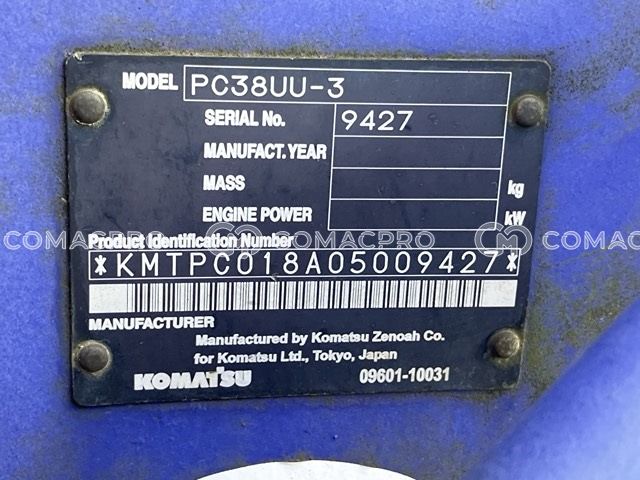 MODEL PC38UU-3
SERIAL No. 9427
MANUFACT. YEAR
MASS kg
ENGINE POWER kW
COMACPRO COMACPRO COMACPRO
Product Identification Number
*KMTPC018A05009427*
MANUFACTURER
Manufactured by Komatsu Zenoah Co.
for Komatsu Ltd., Tokyo, Japan
KOMATSU 09601-10031